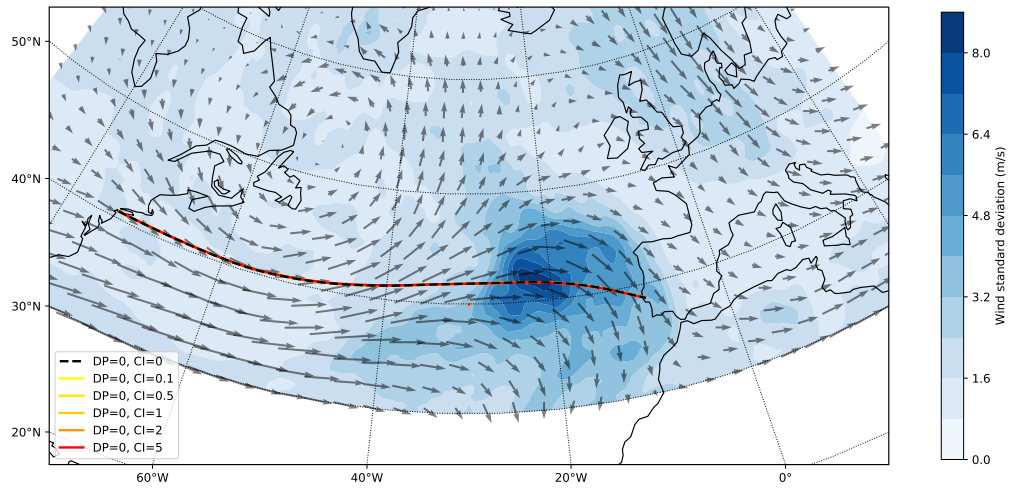 50°N
40°N
30°N
20°N
60°W
40°W
20°W
0°
DP=0, CI=0
DP=0, CI=0.1
DP=0, CI=0.5
DP=0, CI=1
DP=0, CI=2
DP=0, CI=5
8.0
6.4
4.8
3.2
1.6
0.0
Wind standard deviation (m/s)